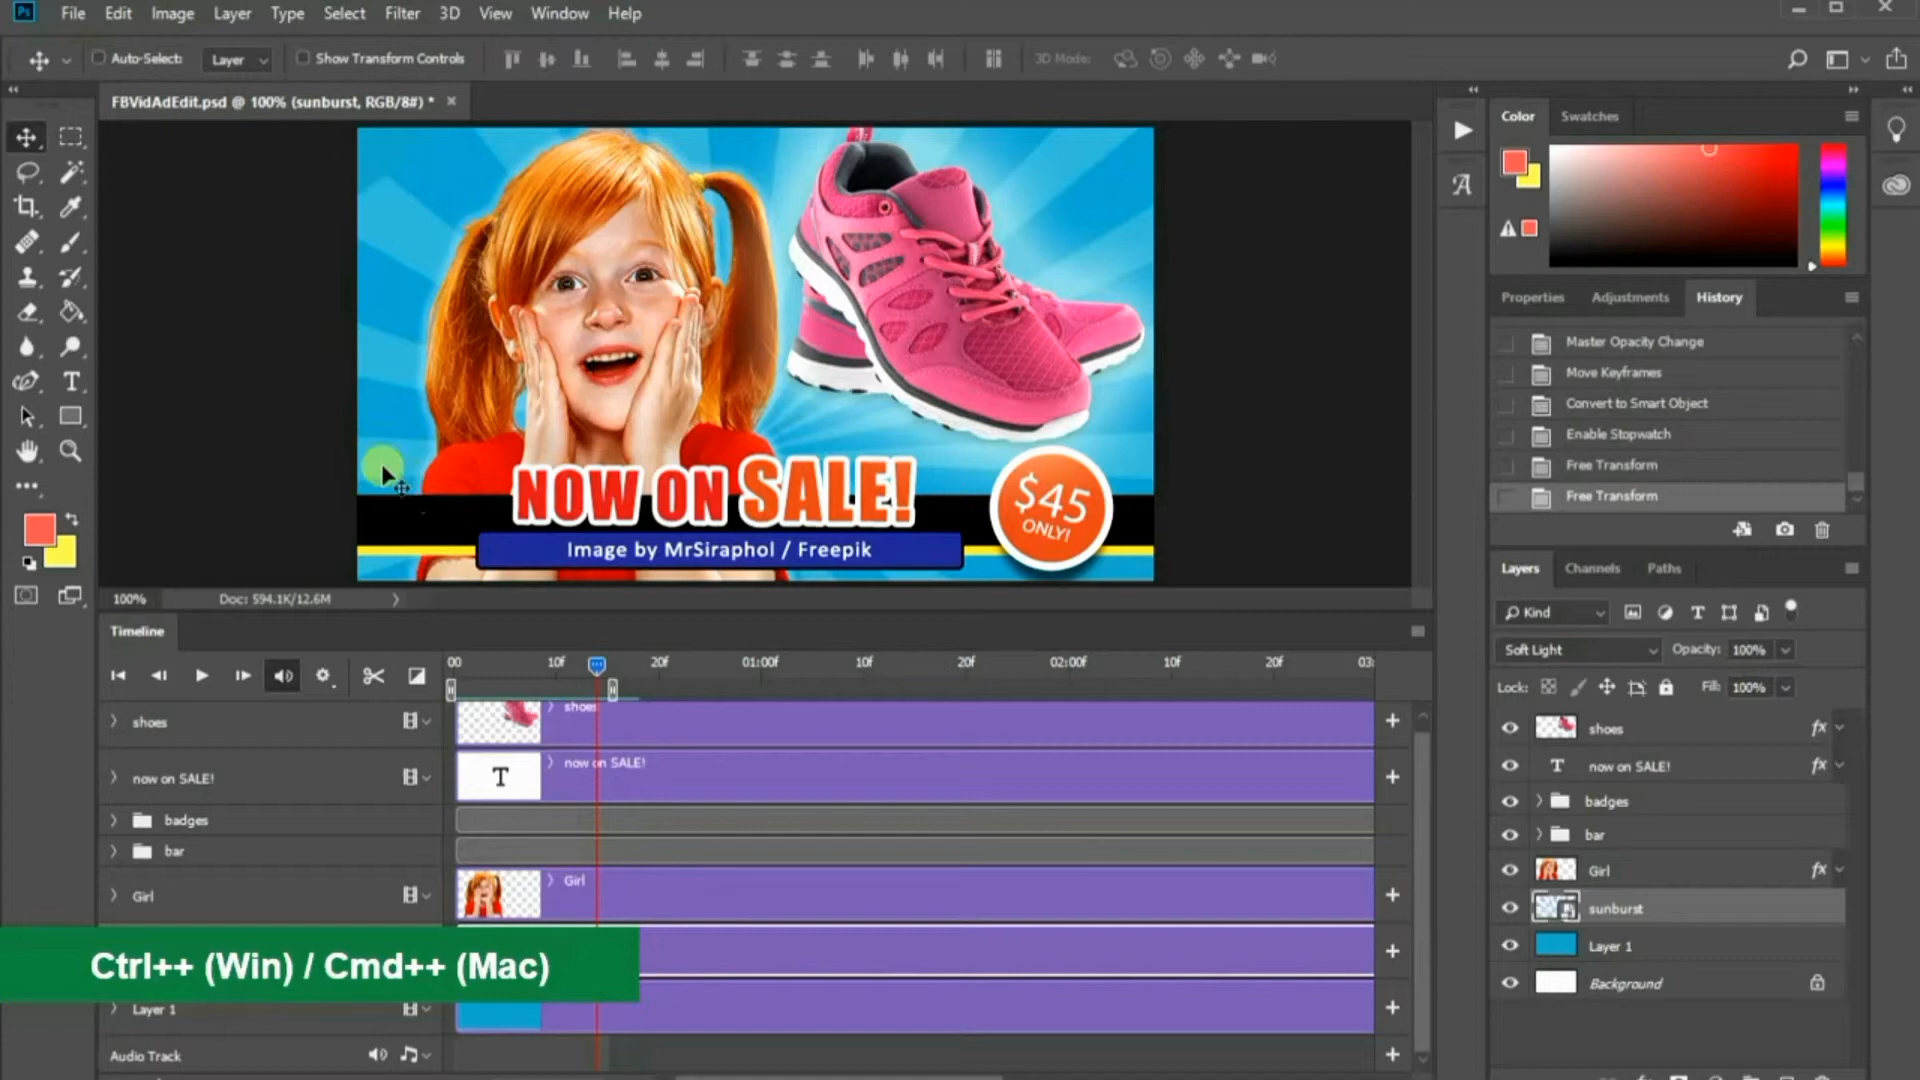 Ps File Edit Image Layer Type Select Filter 3D View Window Help
Auto-Select: Layer Show Transform Controls 3D Mode:
FBVidAdEdit.psd @ 100% (sunburst, RGB/8#) *
Color Swatches
Properties Adjustments History
Master Opacity Change
Move Keyframes
Convert to Smart Object
Enable Stopwatch
Free Transform
Free Transform
NOW ON SALE!
$45
ONLY!
Image by MrSiraphol / Freepik
100% Doc: 594.1K/12.6M
Layers Channels Paths
Kind
Soft Light Opacity: 100%
Lock: Fill: 100%
shoes fx
T now on SALE! fx
badges
bar
Girl fx
sunburst
Layer 1
Background
Timeline
00 10f 20f 01:00f 10f 20f 02:00f 10f 20f 03:
shoes shoes
now on SALE! T now on SALE!
badges
bar
Girl Girl
Ctrl++ (Win) / Cmd++ (Mac)
Layer 1
Audio Track